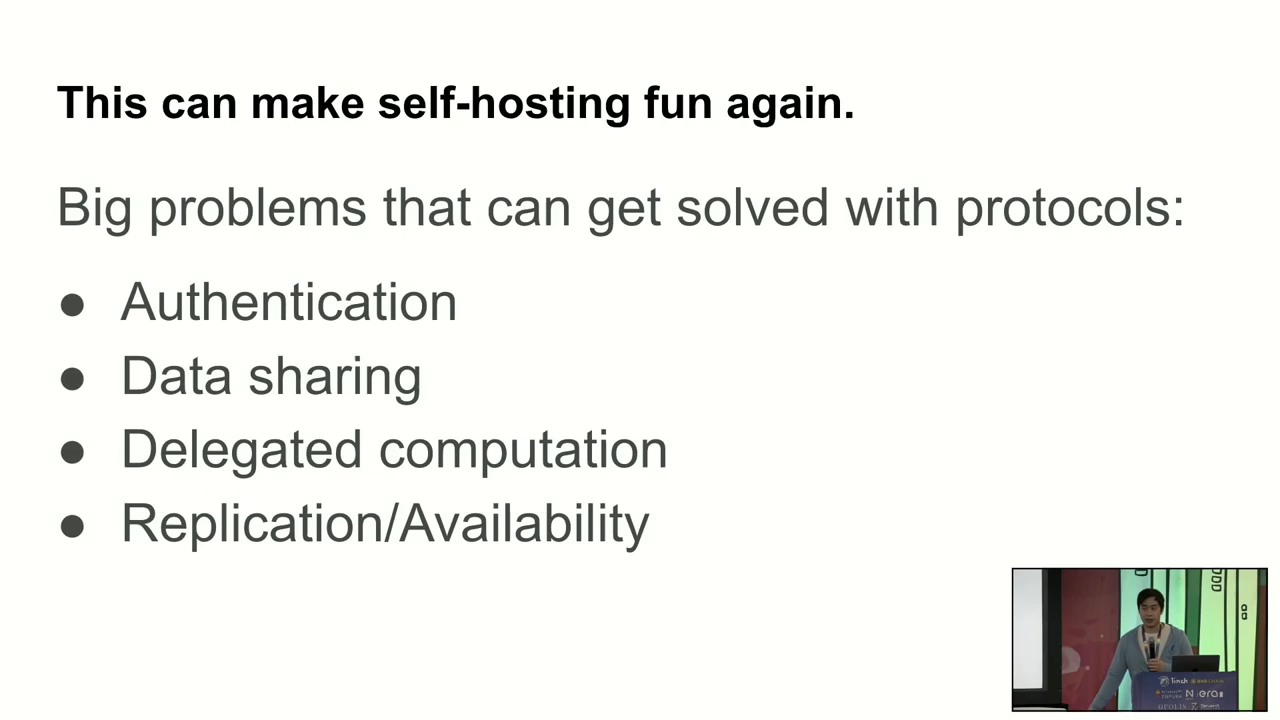 This can make self-hosting fun again.
Big problems that can get solved with protocols:
● Authentication
● Data sharing
● Delegated computation
● Replication/Availability
1inch